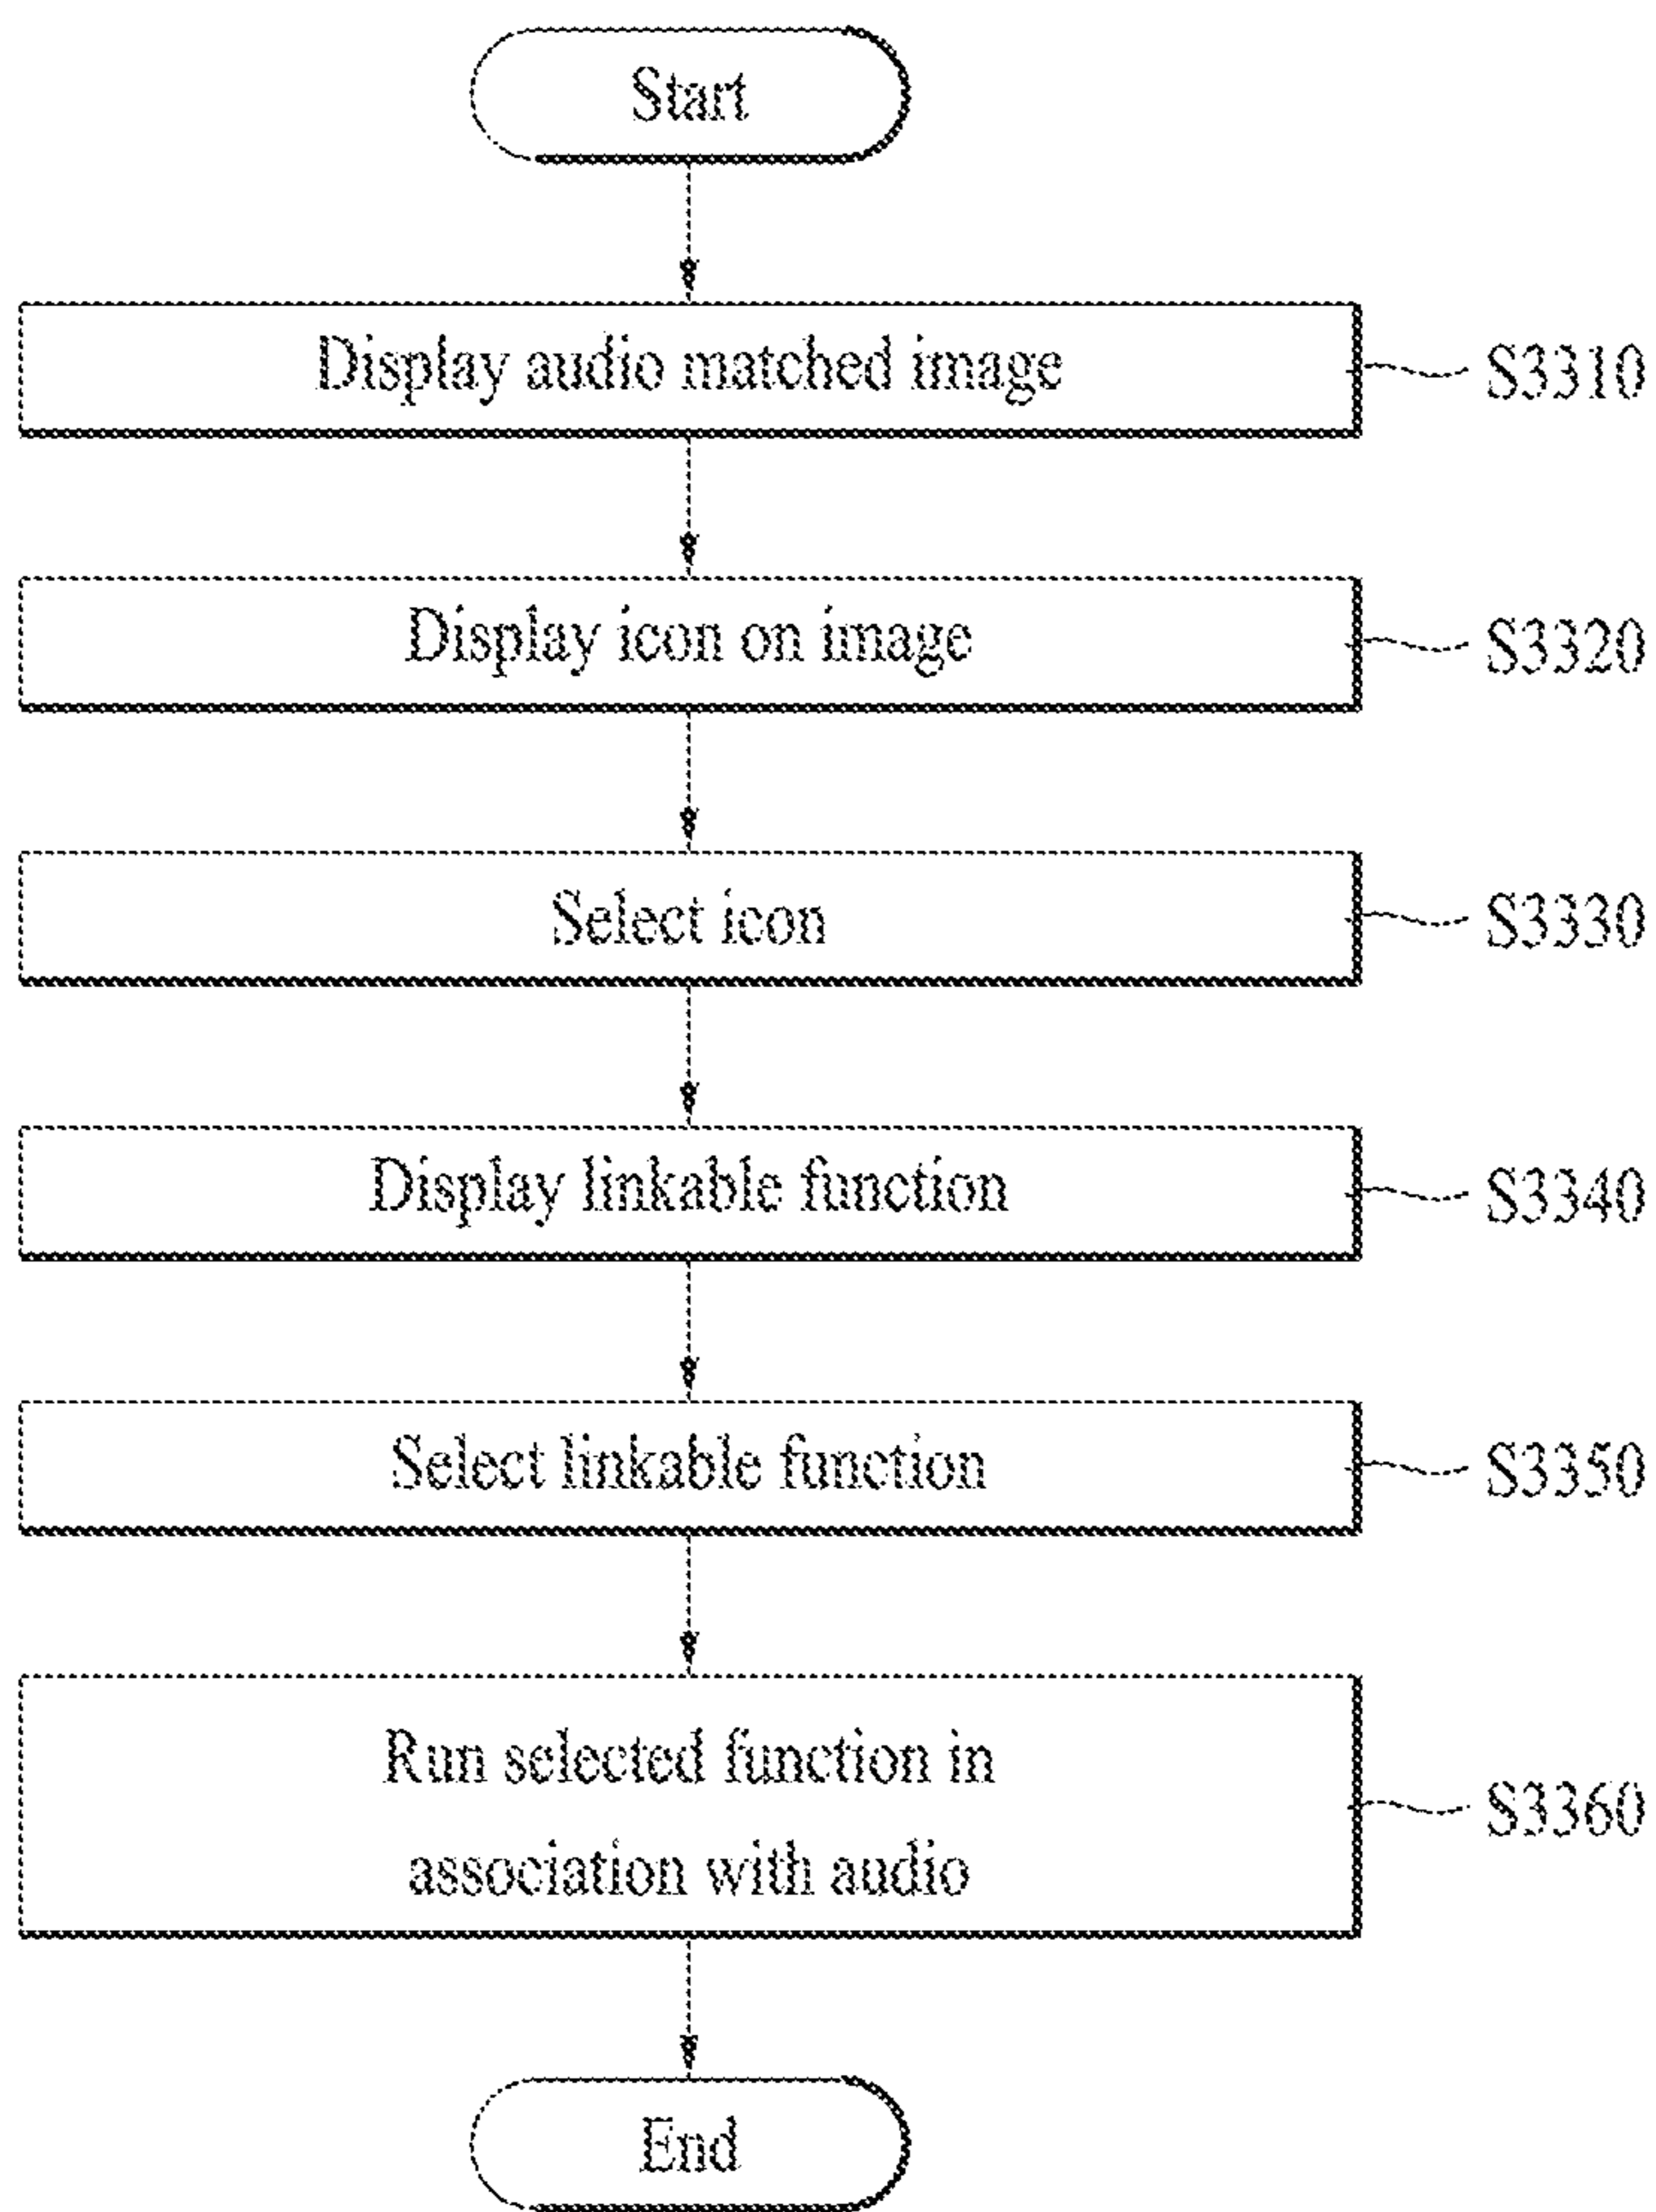 Start
Display audio matched image
S3310
Display icon on image
S3320
Select icon
S3330
Display linkable function
S3340
Select linkable function
S3350
Run selected function in
association with audio
S3360
End